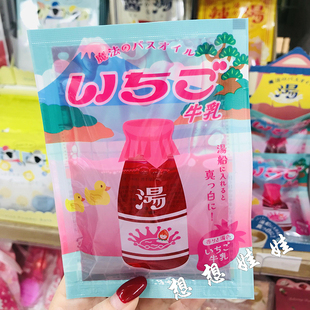 魔法のバスオイル
いちご
牛乳
湯
湯船に入れると
真っ白に!
いちご
牛乳
想想娃娃
湯